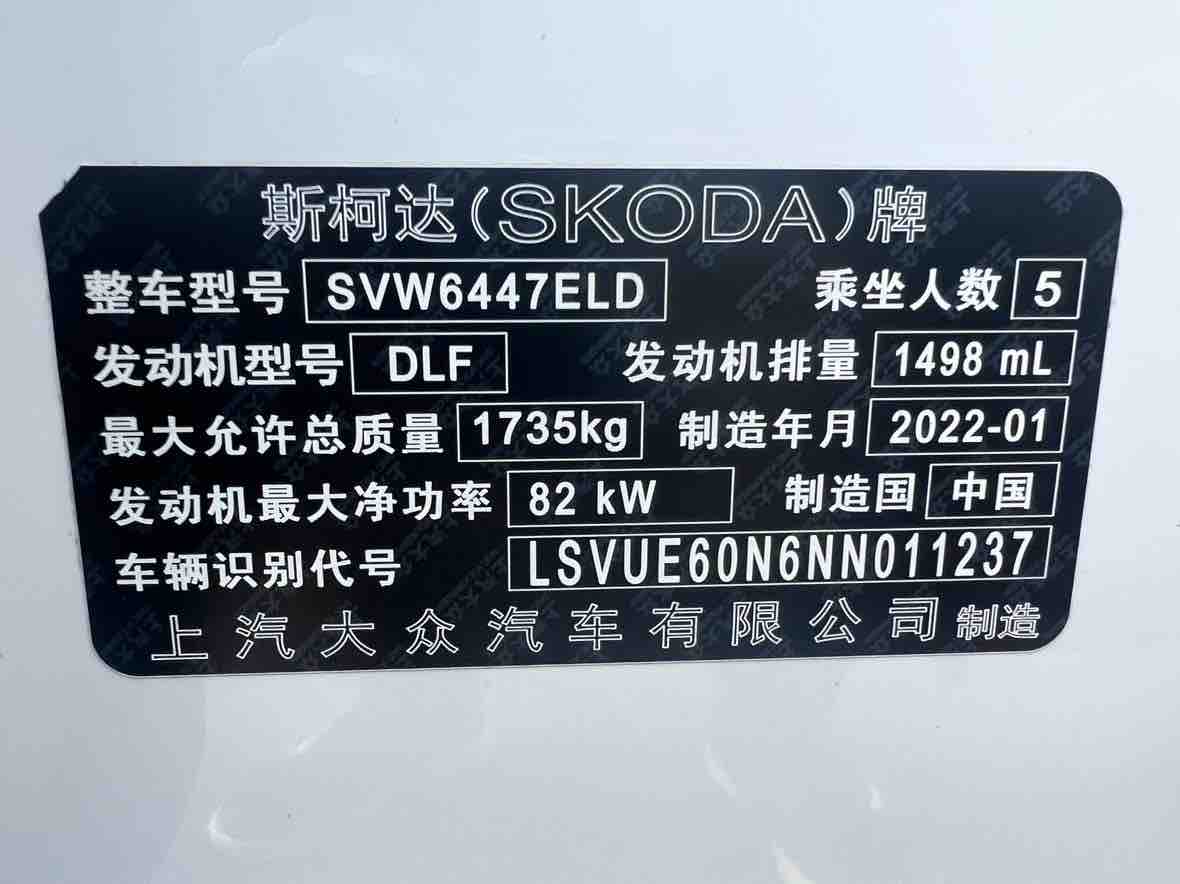 斯柯达(SKODA)牌
整车型号 SVW6447ELD 乘坐人数 5
发动机型号 DLF 发动机排量 1498 mL
最大允许总质量 1735kg 制造年月 2022-01
发动机最大净功率 82 kW 制造国 中国
车辆识别代号 LSVUE60N6NN011237
上汽大众汽车有限公司 制造